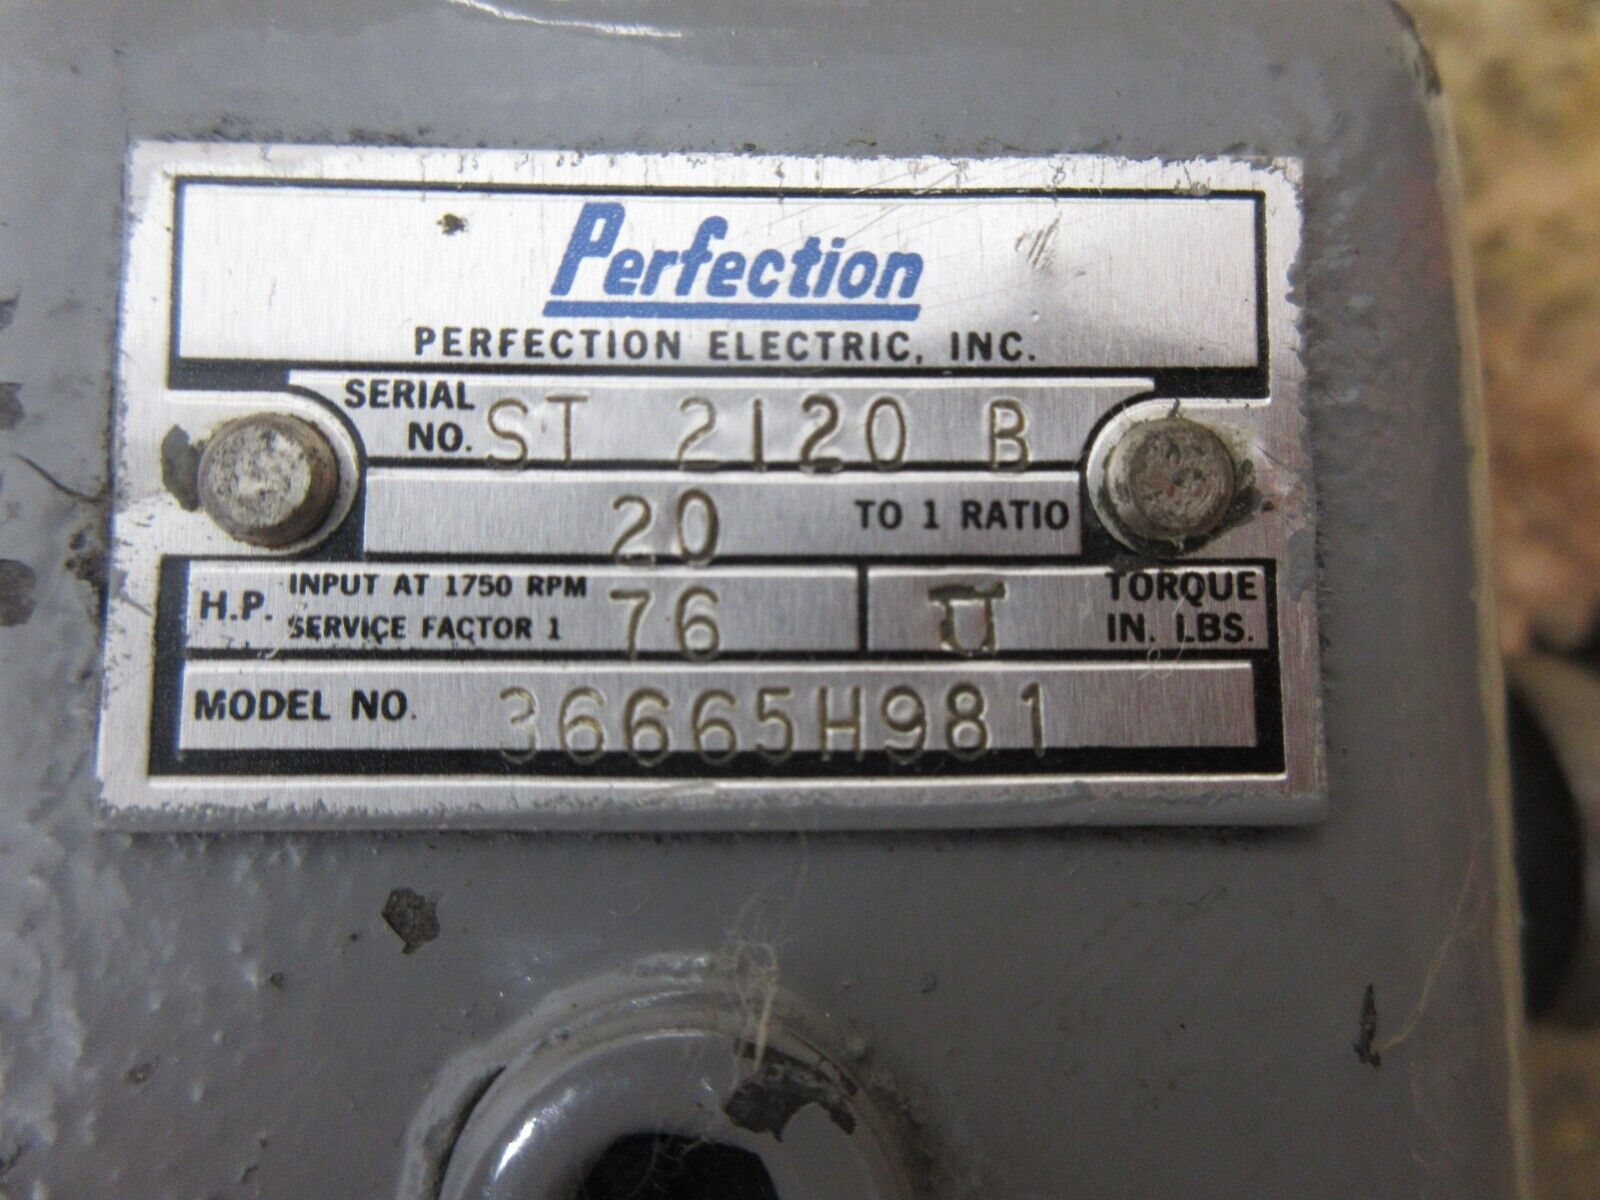 Perfection
PERFECTION ELECTRIC, INC.
SERIAL NO. ST 2120 B
20 TO 1 RATIO
H.P. INPUT AT 1750 RPM SERVICE FACTOR 1 76 TORQUE IN. LBS.
MODEL NO. 36665H981